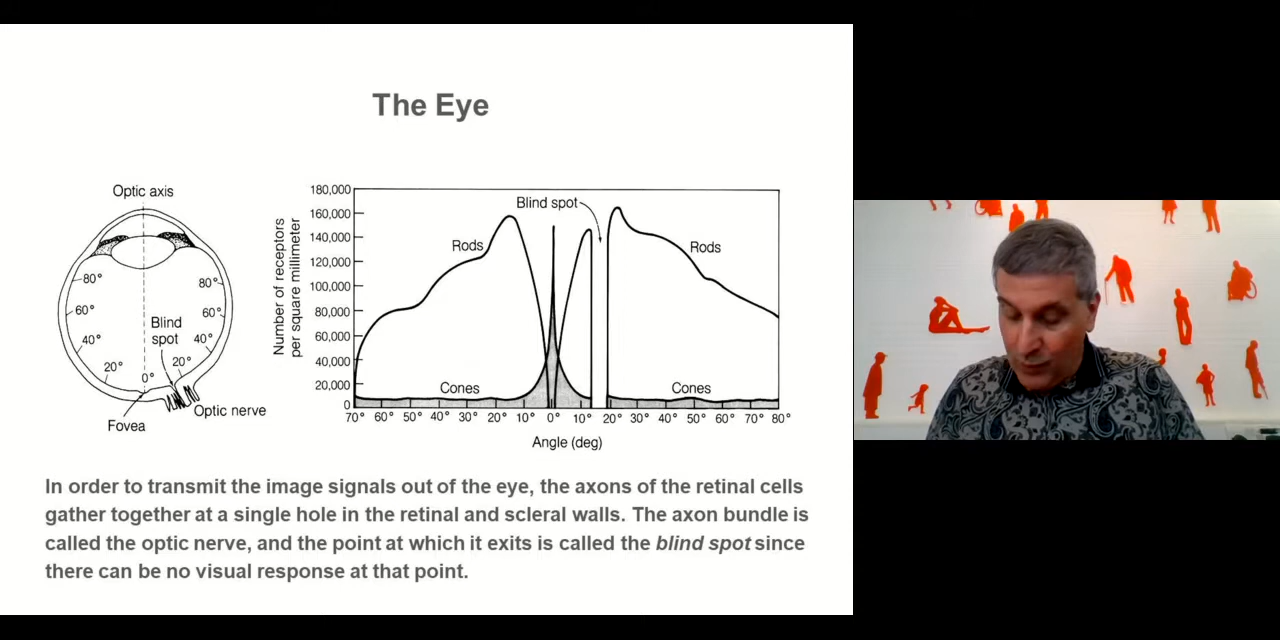 The Eye
Optic axis
80°
80°
60°
60°
Blind
spot
40°
40°
20°
20°
0°
Optic nerve
Fovea
Number of receptors
per square millimeter
180,000
160,000
140,000
120,000
100,000
80,000
60,000
40,000
20,000
0
Blind spot
Rods
Rods
Cones
Cones
70° 60° 50° 40° 30° 20° 10° 0° 10° 20° 30° 40° 50° 60° 70° 80°
Angle (deg)
In order to transmit the image signals out of the eye, the axons of the retinal cells
gather together at a single hole in the retinal and scleral walls. The axon bundle is
called the optic nerve, and the point at which it exits is called the blind spot since
there can be no visual response at that point.